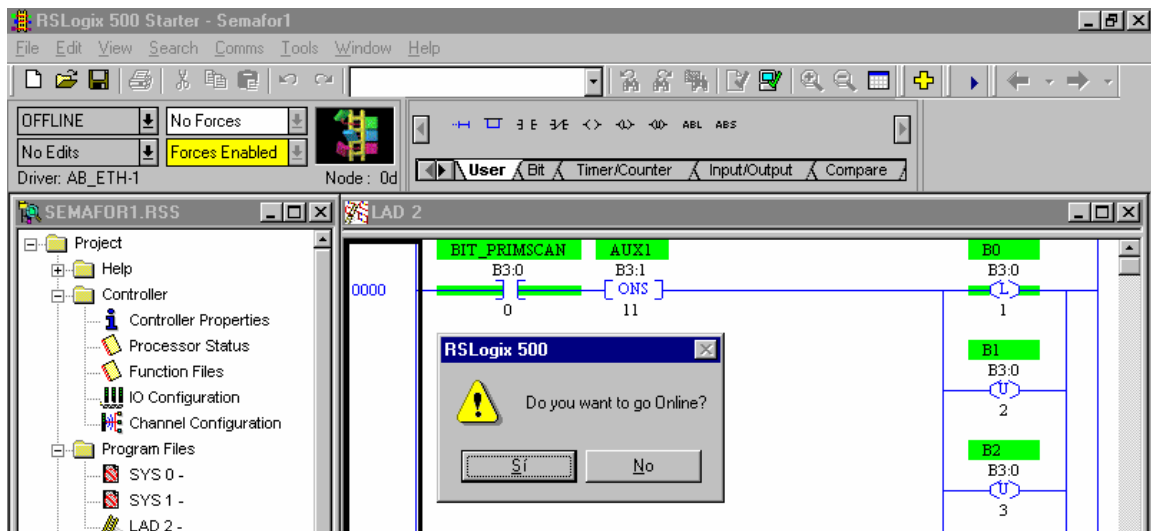 RSLogix 500 Starter - Semafor1
File Edit View Search Comms Tools Window Help
OFFLINE No Forces
No Edits Forces Enabled
Driver: AB_ETH-1 Node : 0d
ABL ABS
User Bit Timer/Counter Input/Output Compare
SEMAFOR1.RSS
Project
Help
Controller
Controller Properties
Processor Status
Function Files
IO Configuration
Channel Configuration
Program Files
SYS 0 -
SYS 1 -
LAD 2 -
LAD 2
BIT_PRIMSCAN AUX1 B0
B3:0 B3:1 B3:0
0000 ONS L
0 11 1
B1
B3:0
U
2
B2
B3:0
U
3
RSLogix 500
Do you want to go Online?
Sí No